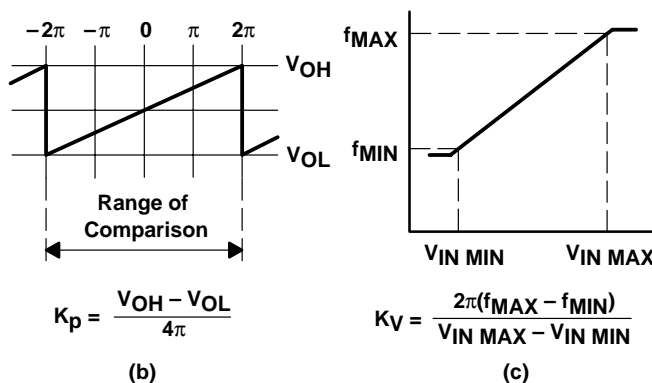 −2π −π 0 π 2π
VOH
VOL
Range of
Comparison
Kp = VOH − VOL / 4π
(b)
fMAX
fMIN
VIN MIN VIN MAX
KV = 2π(fMAX − fMIN) / VIN MAX − VIN MIN
(c)